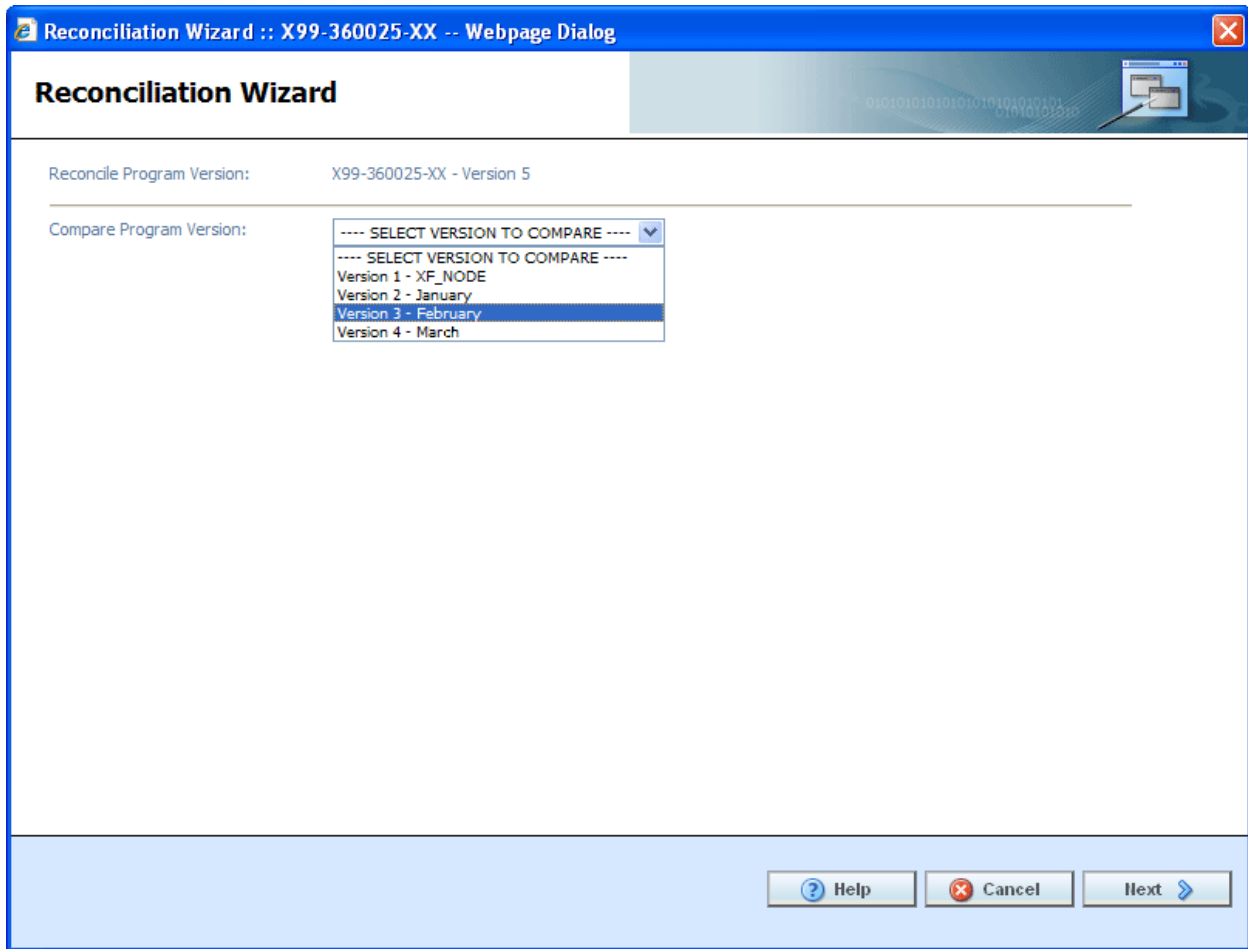 Reconciliation Wizard :: X99-360025-XX -- Webpage Dialog
Reconciliation Wizard
Reconcile Program Version: X99-360025-XX - Version 5
Compare Program Version: ---- SELECT VERSION TO COMPARE ----
---- SELECT VERSION TO COMPARE ----
Version 1 - XF_NODE
Version 2 - January
Version 3 - February
Version 4 - March
Help Cancel Next